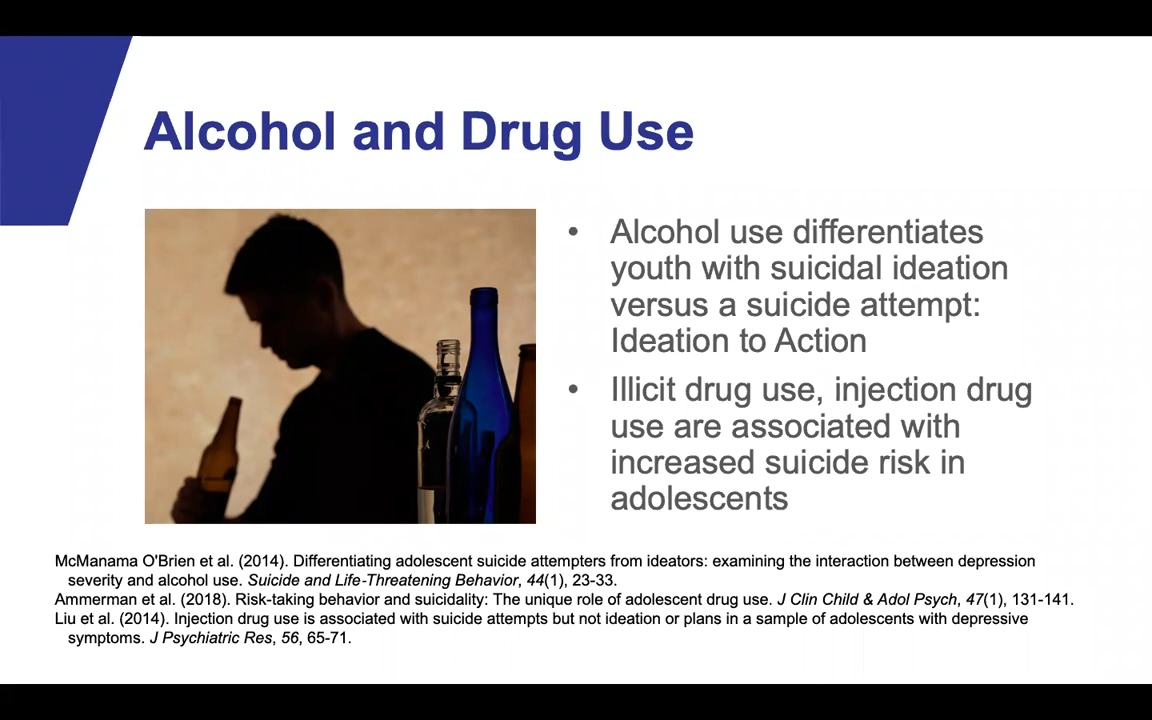 Alcohol and Drug Use
• Alcohol use differentiates
youth with suicidal ideation
versus a suicide attempt:
Ideation to Action
• Illicit drug use, injection drug
use are associated with
increased suicide risk in
adolescents
McManama O'Brien et al. (2014). Differentiating adolescent suicide attempters from ideators: examining the interaction between depression
severity and alcohol use. Suicide and Life-Threatening Behavior, 44(1), 23-33.
Ammerman et al. (2018). Risk-taking behavior and suicidality: The unique role of adolescent drug use. J Clin Child & Adol Psych, 47(1), 131-141.
Liu et al. (2014). Injection drug use is associated with suicide attempts but not ideation or plans in a sample of adolescents with depressive
symptoms. J Psychiatric Res, 56, 65-71.